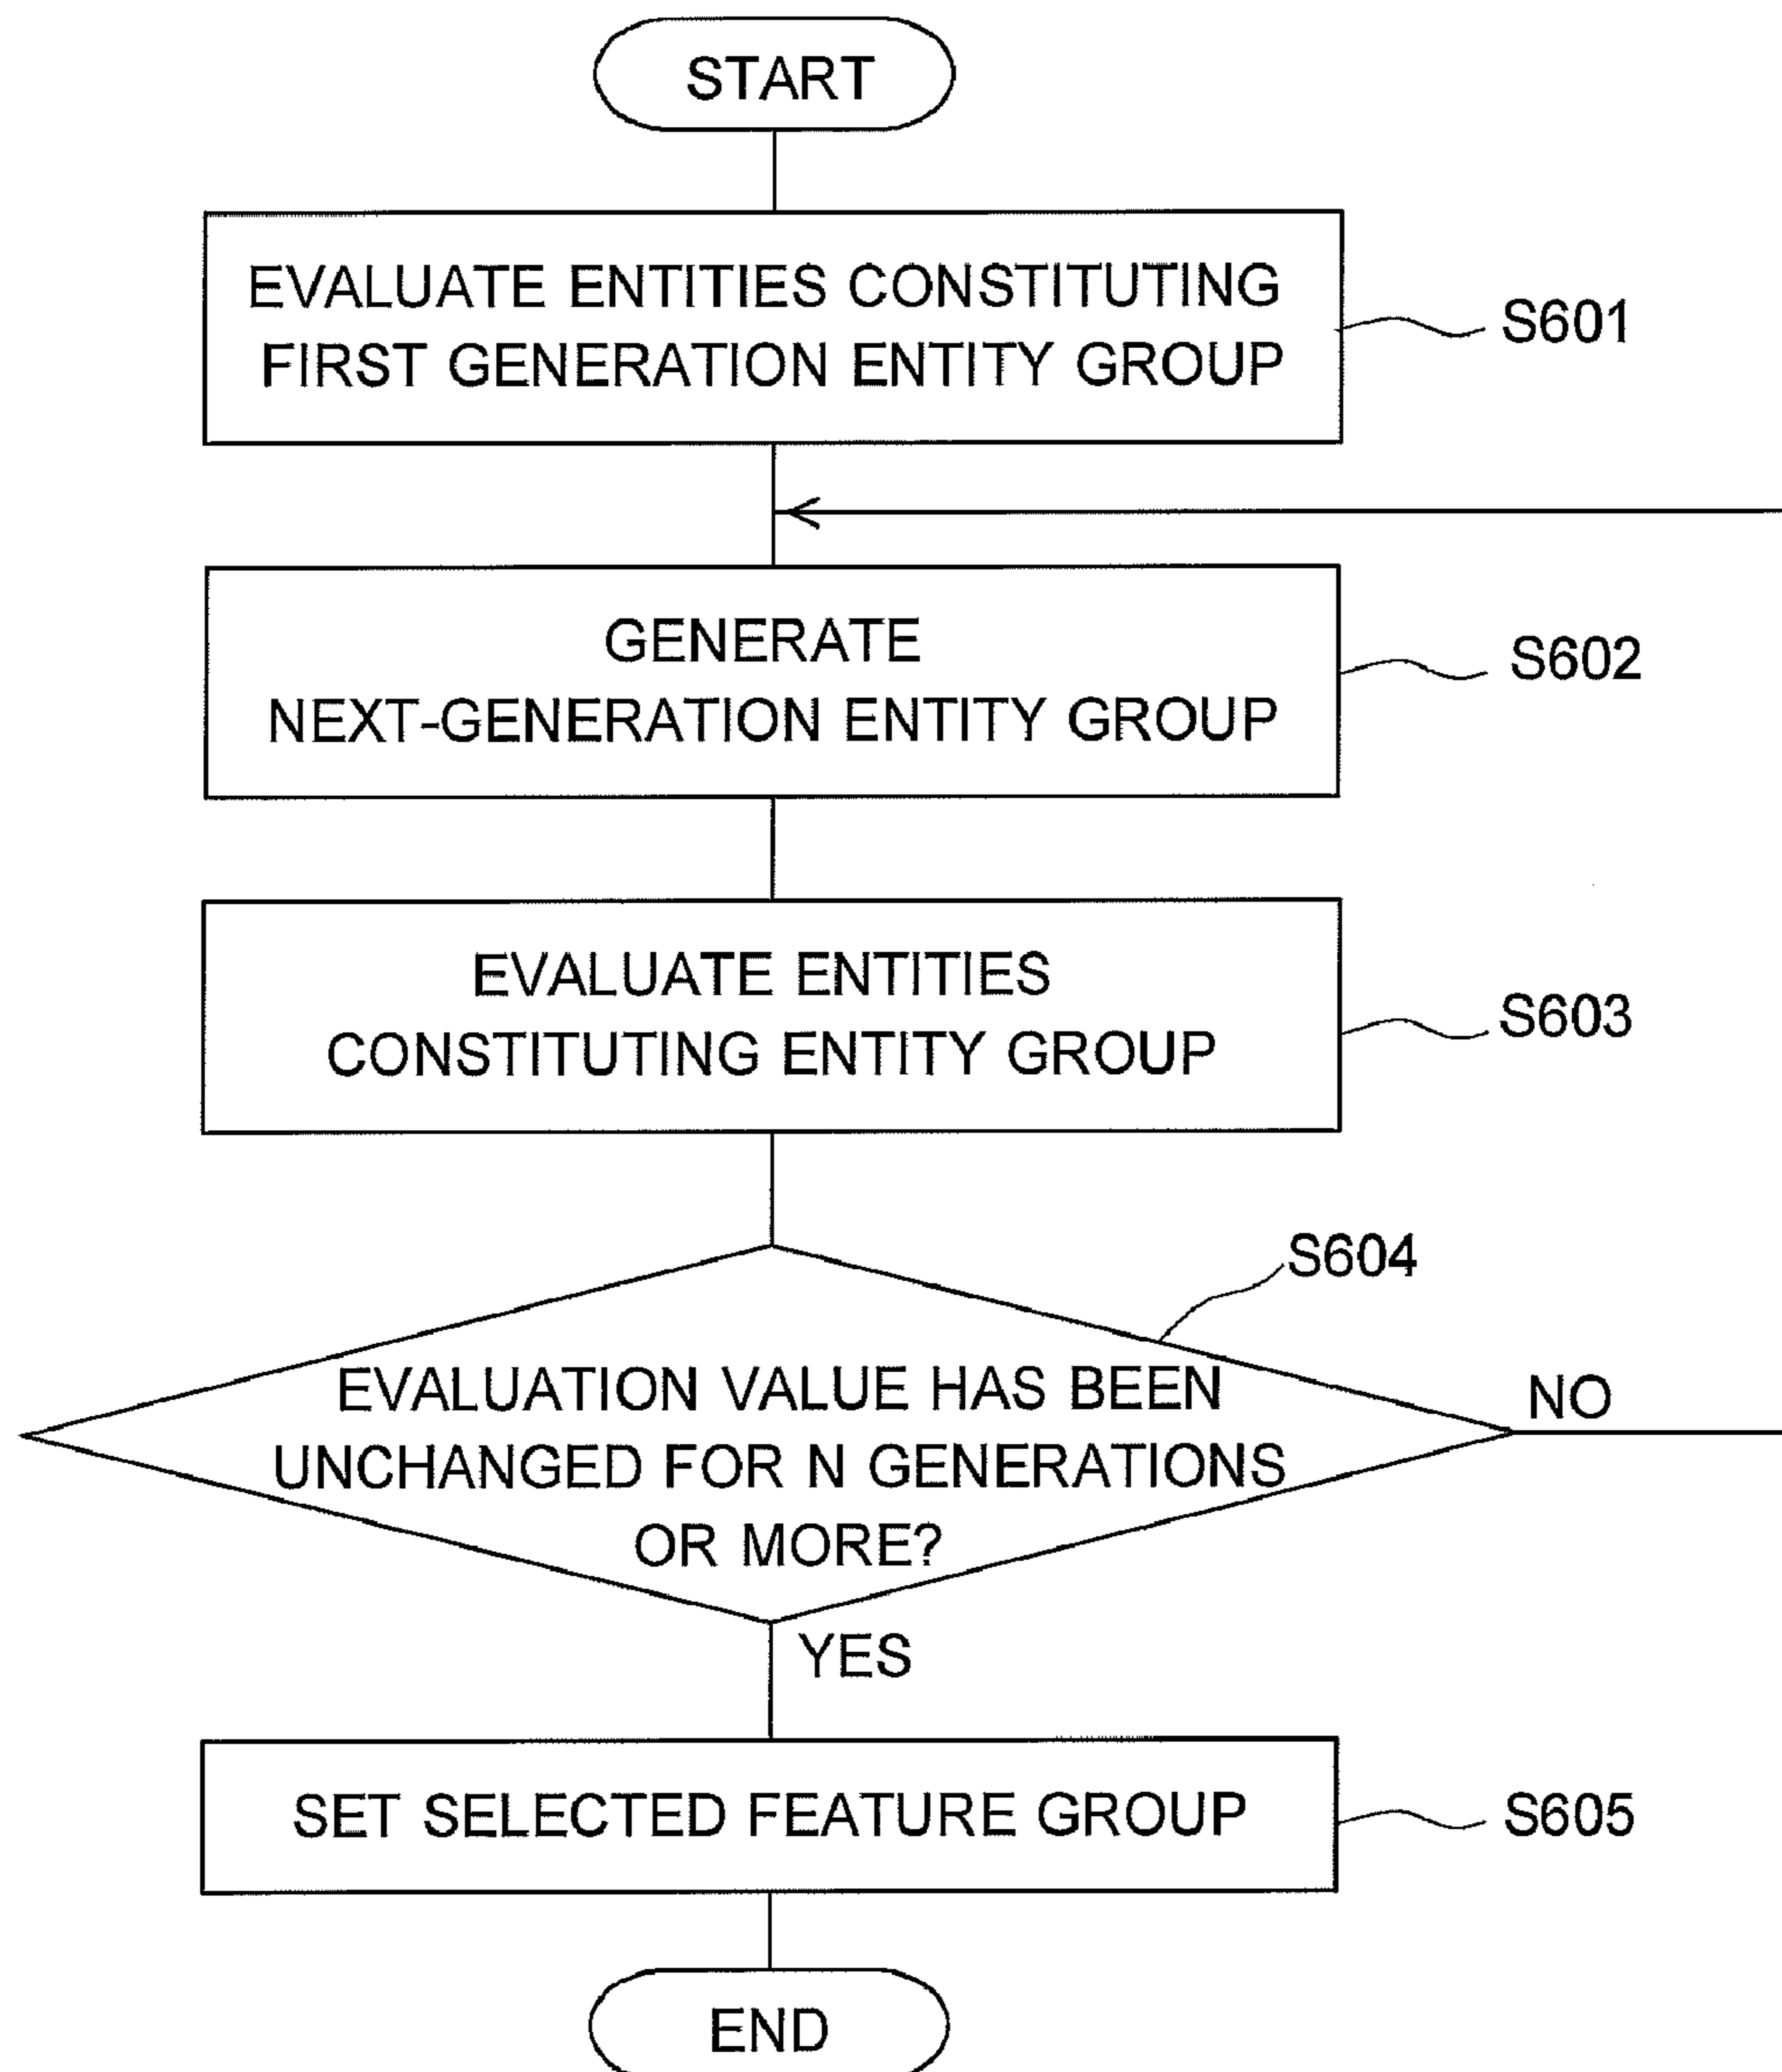 START
EVALUATE ENTITIES CONSTITUTING
FIRST GENERATION ENTITY GROUP
S601
GENERATE
NEXT-GENERATION ENTITY GROUP
S602
EVALUATE ENTITIES
CONSTITUTING ENTITY GROUP
S603
S604
EVALUATION VALUE HAS BEEN
UNCHANGED FOR N GENERATIONS
OR MORE?
NO
YES
SET SELECTED FEATURE GROUP
S605
END